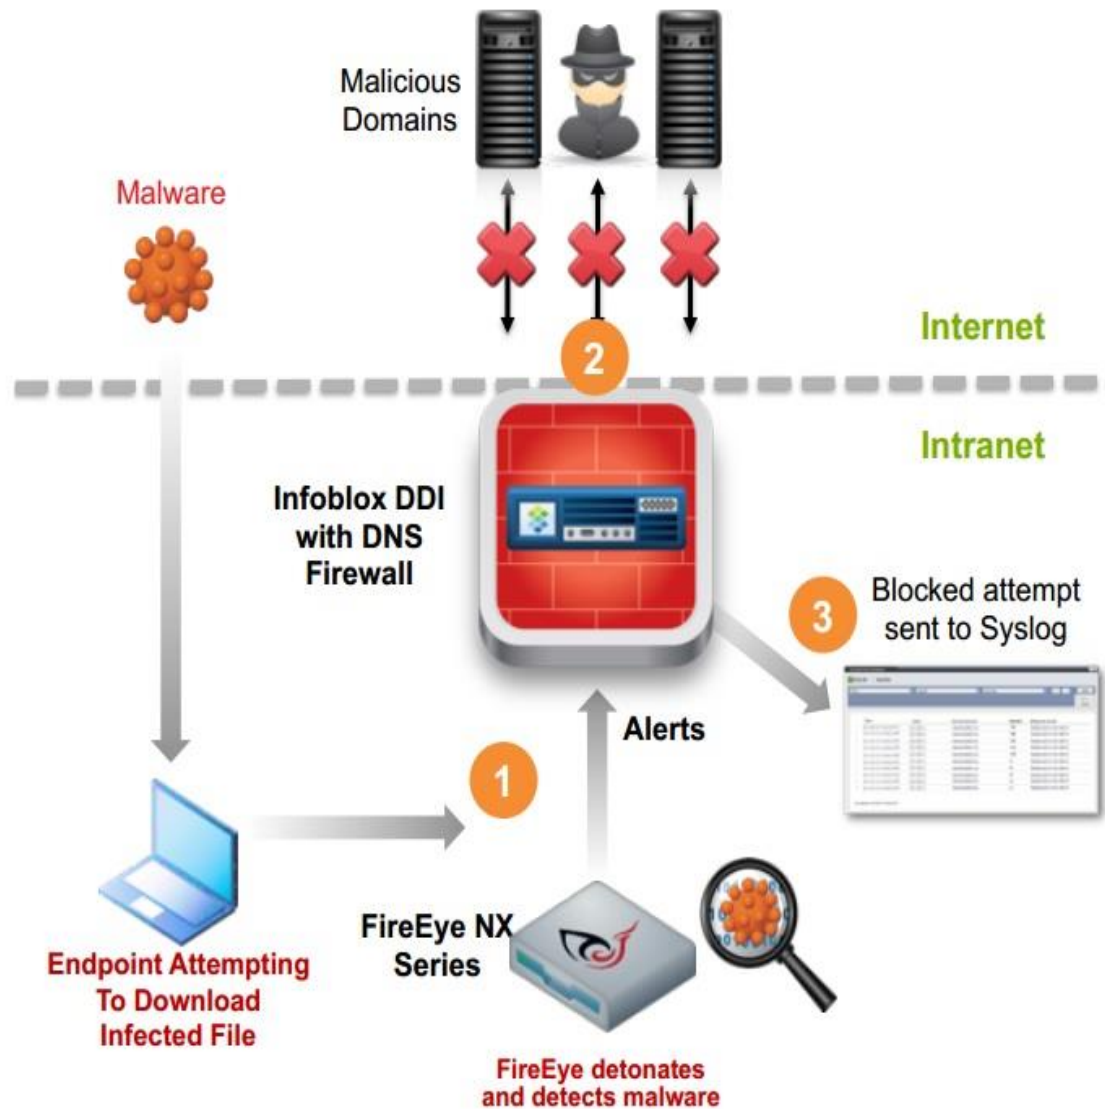 Malicious
Domains
Malware
Internet
2
Intranet
Infoblox DDI
with DNS
Firewall
3
Blocked attempt
sent to Syslog
Alerts
1
FireEye NX
Series
Endpoint Attempting
To Download
Infected File
FireEye detonates
and detects malware